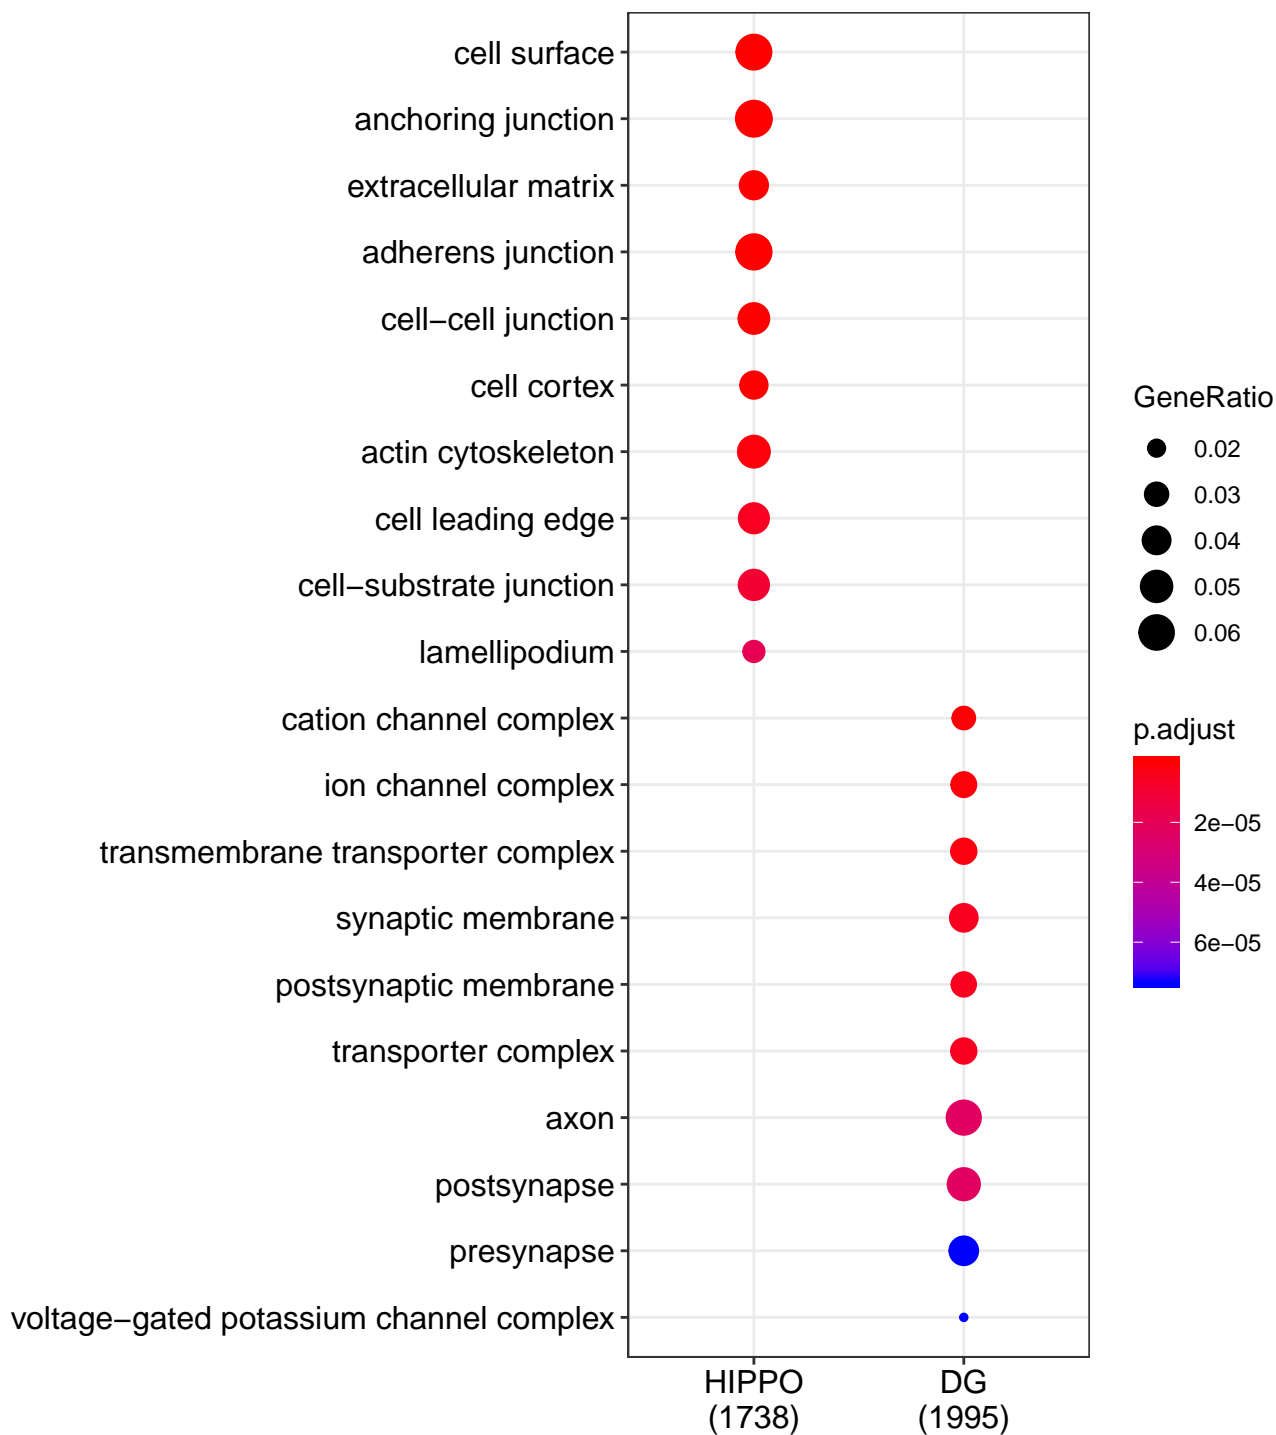 cell surface
anchoring junction
extracellular matrix
adherens junction
cell−cell junction
cell cortex
actin cytoskeleton
cell leading edge
cell−substrate junction
lamellipodium
cation channel complex
ion channel complex
transmembrane transporter complex
synaptic membrane
postsynaptic membrane
transporter complex
axon
postsynapse
presynapse
voltage−gated potassium channel complex
HIPPO
(1738)
DG
(1995)
GeneRatio
0.02
0.03
0.04
0.05
0.06
p.adjust
2e−05
4e−05
6e−05